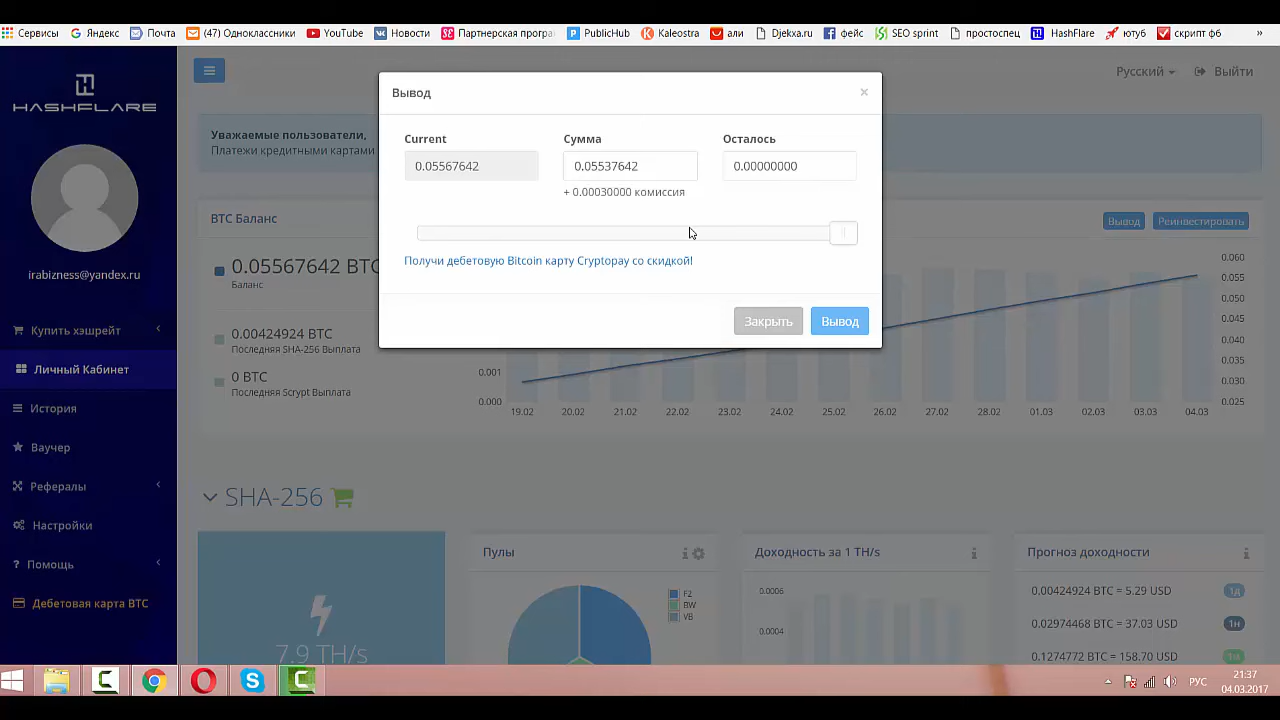 Сервисы Яндекс Почта (47) Одноклассники YouTube Новости Партнерская програ PublicHub Kaleostra али Djekka.ru фейс SEO sprint простоспец HashFlare ютуб скрипт фб »
HASHFLARE
irabizness@yandex.ru
Купить хэшрейт
Личный Кабинет
История
Ваучер
Рефералы
Настройки
Помощь
Дебетовая карта BTC
Русский
Выйти
Уважаемые пользователи,
Платежи кредитными картами
Вывод ×
Current Сумма Осталось
0.05567642 0.05537642 0.00000000
+ 0.00030000 комиссия
Получи дебетовую Bitcoin карту Cryptopay со скидкой!
Закрыть Вывод
BTC Баланс
Вывод Реинвестировать
0.05567642 BTC
Баланс
0.00424924 BTC
Последняя SHA-256 Выплата
0 BTC
Последняя Scrypt Выплата
0.001
0.000
0.060
0.055
0.050
0.045
0.040
0.035
0.030
0.025
19.02 20.02 21.02 22.02 23.02 24.02 25.02 26.02 27.02 28.02 01.03 02.03 03.03 04.03
SHA-256
7.9 TH/s
Пулы
F2
BW
Доходность за 1 TH/s
0.0006
0.0004
Прогноз доходности
0.00424924 BTC = 5.29 USD 1д
0.02974468 BTC = 37.03 USD 1н
0.1274772 BTC = 158.70 USD
РУС
21:37
04.03.2017